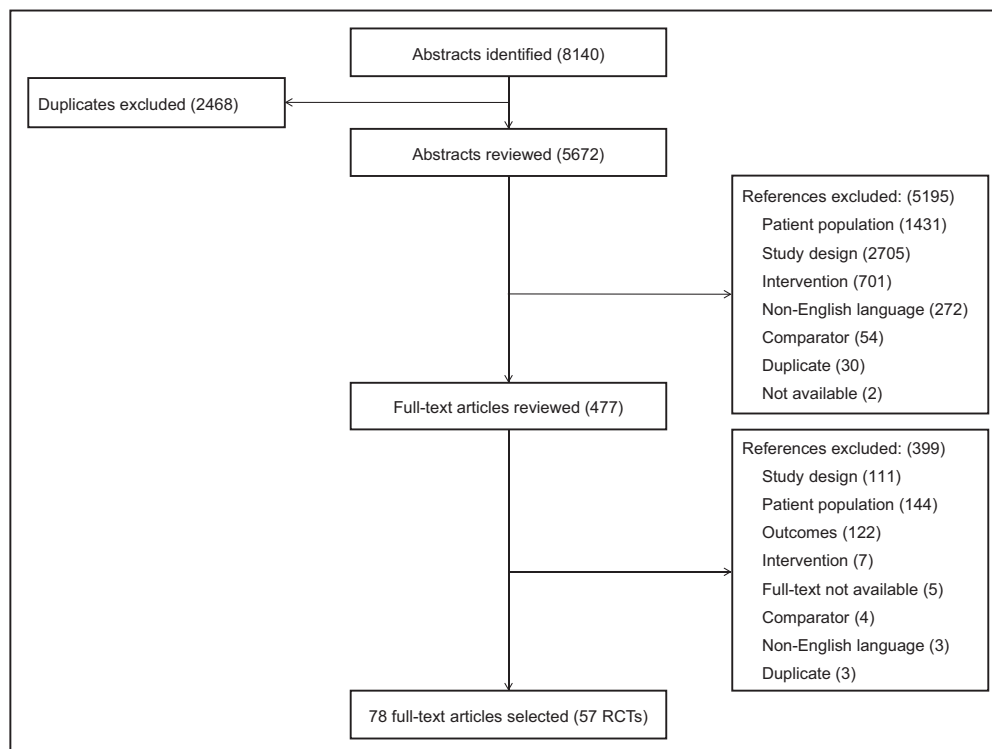 Abstracts identified (8140)
Duplicates excluded (2468)
Abstracts reviewed (5672)
References excluded: (5195)
Patient population (1431)
Study design (2705)
Intervention (701)
Non-English language (272)
Comparator (54)
Duplicate (30)
Not available (2)
Full-text articles reviewed (477)
References excluded: (399)
Study design (111)
Patient population (144)
Outcomes (122)
Intervention (7)
Full-text not available (5)
Comparator (4)
Non-English language (3)
Duplicate (3)
78 full-text articles selected (57 RCTs)